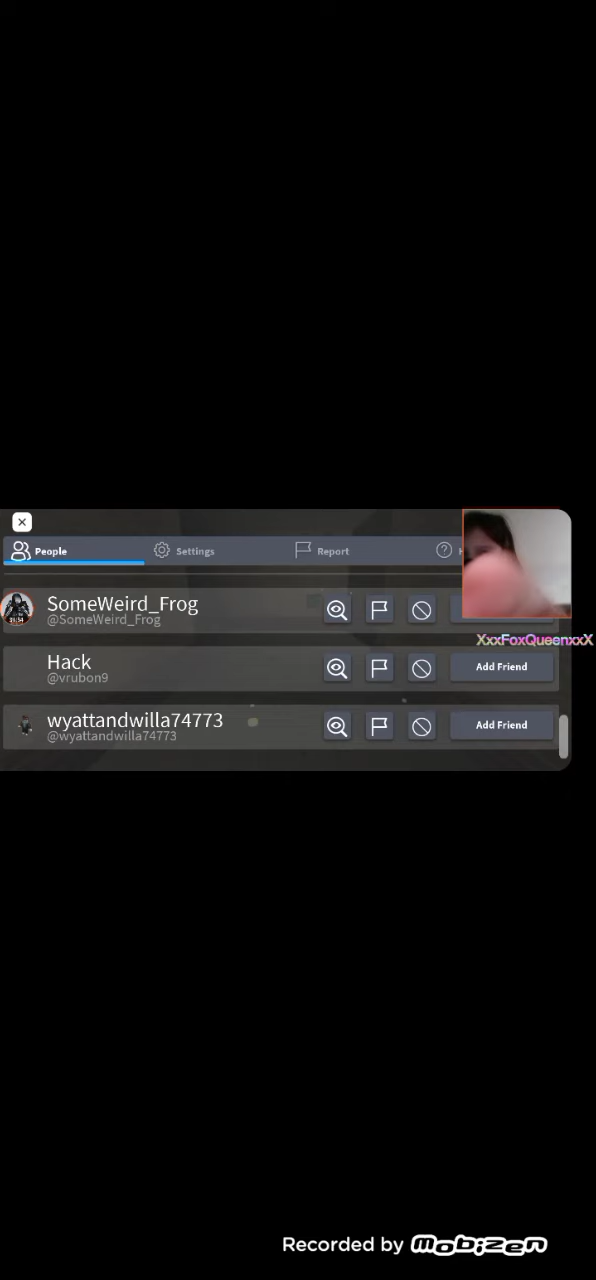 People
Settings
Report
SomeWeird_Frog
@SomeWeird_Frog
XxxFoxQueenxxX
Hack
@vrubon9
Add Friend
wyattandwilla74773
@wyattandwilla74773
Add Friend
Recorded by mobizen